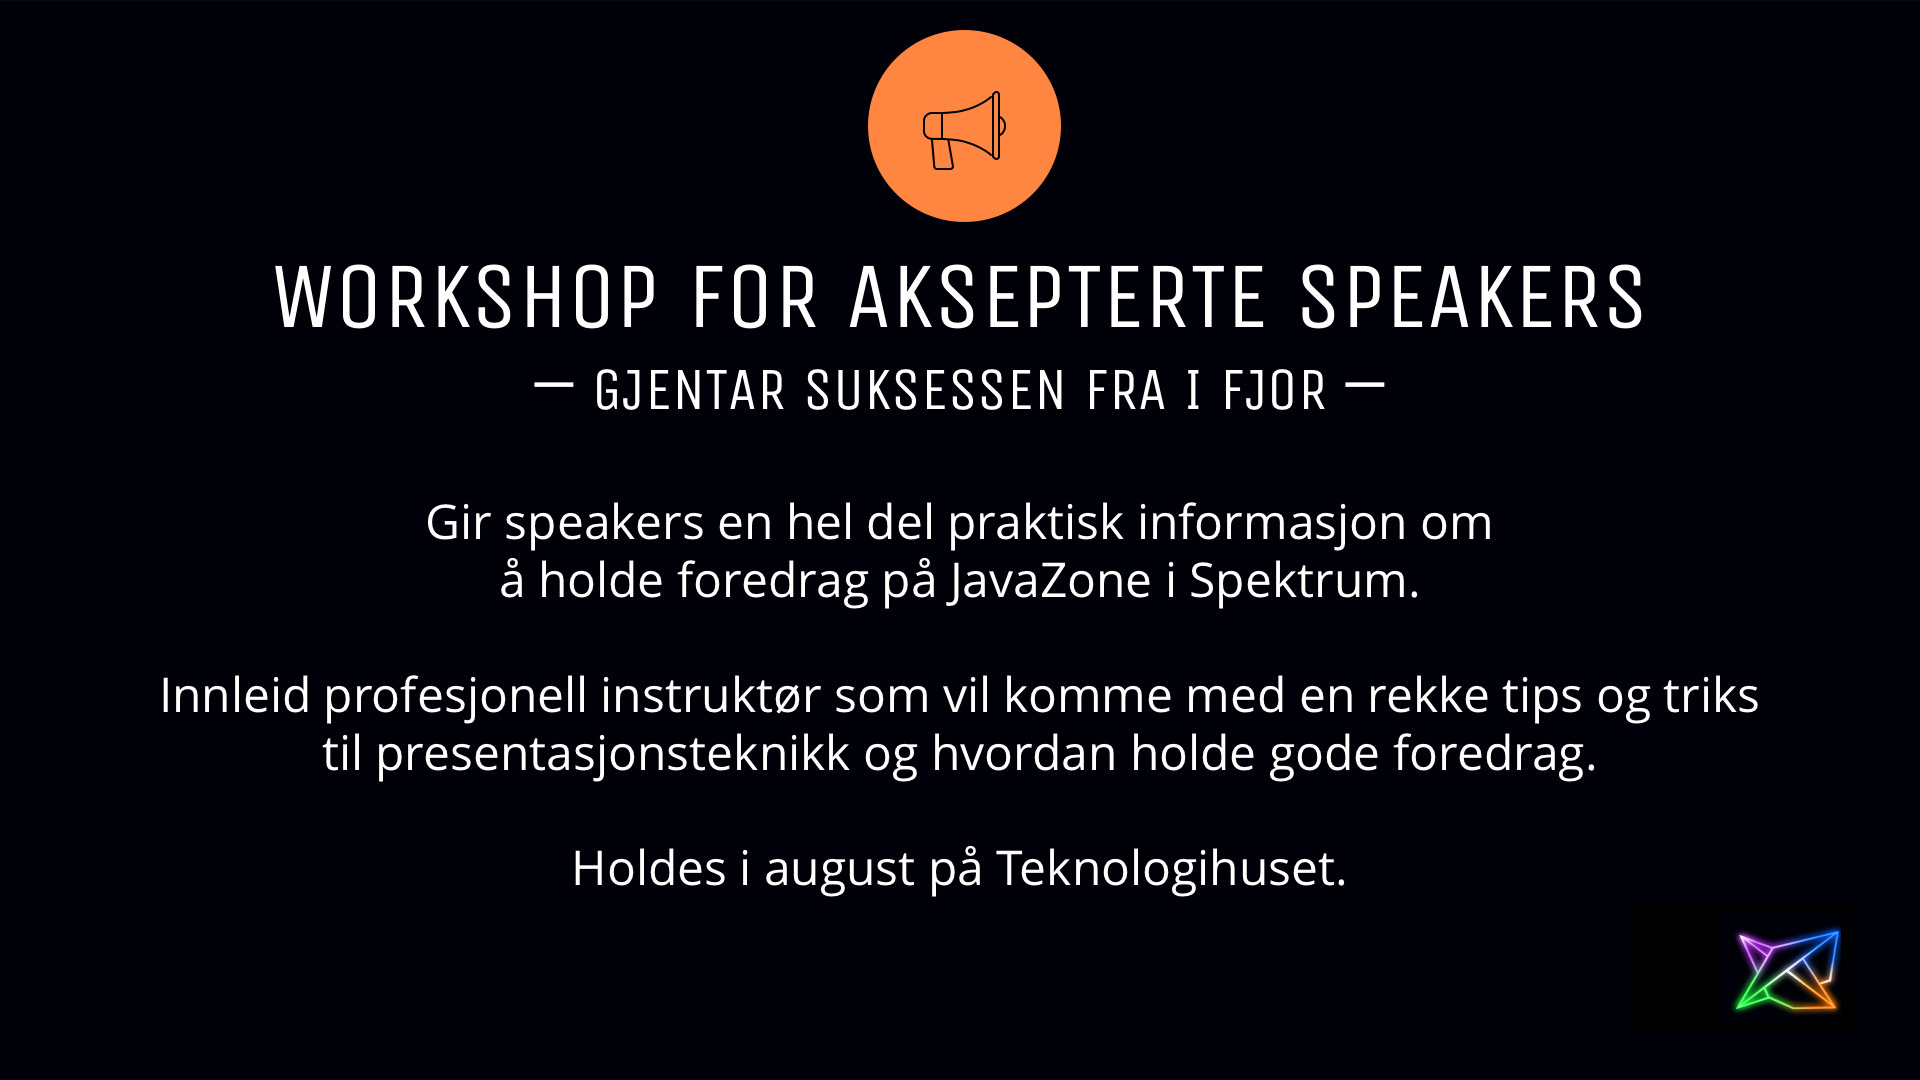 WORKSHOP FOR AKSEPTERTE SPEAKERS
— GJENTAR SUKSESSEN FRA I FJOR —
Gir speakers en hel del praktisk informasjon om
å holde foredrag på JavaZone i Spektrum.
Innleid profesjonell instruktør som vil komme med en rekke tips og triks
til presentasjonsteknikk og hvordan holde gode foredrag.
Holdes i august på Teknologihuset.